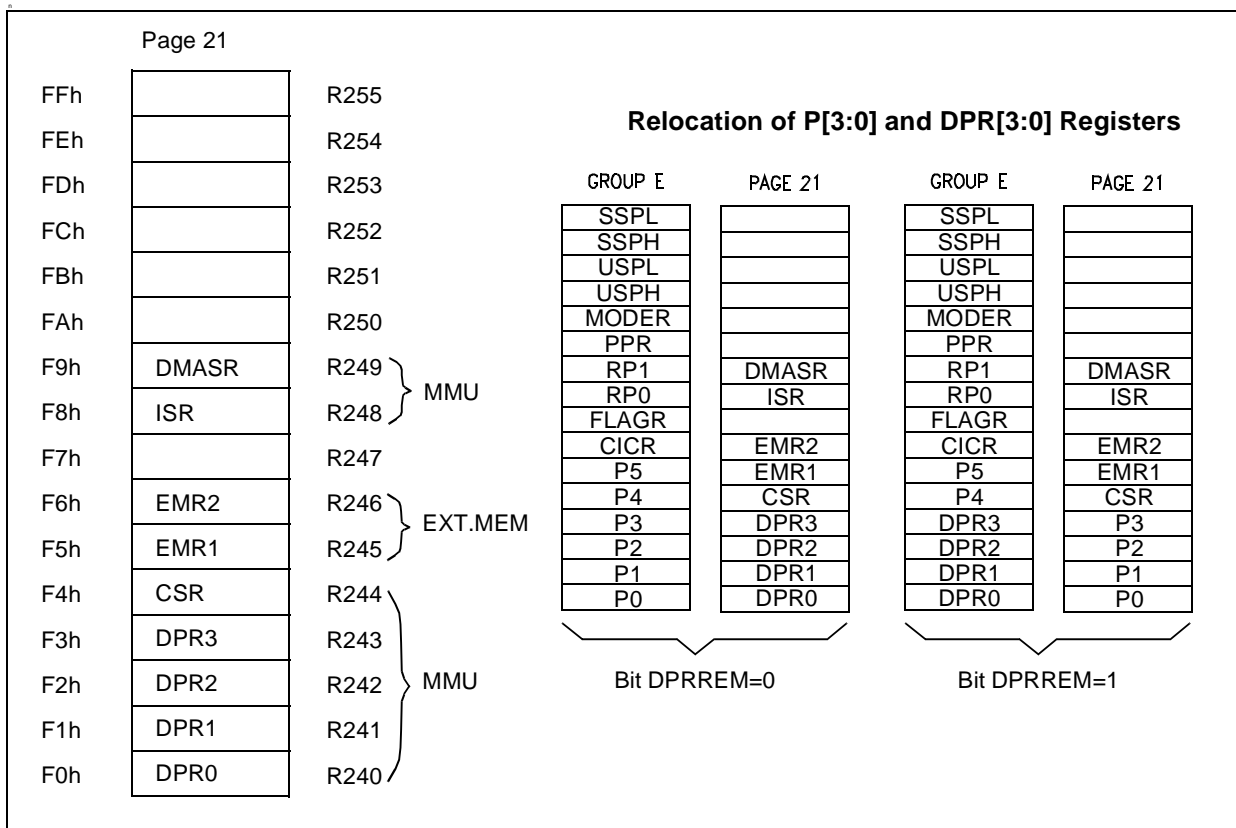 n
Page 21
FFh R255
FEh R254
FDh R253
FCh R252
FBh R251
FAh R250
F9h DMASR R249
F8h ISR R248
MMU
F7h R247
F6h EMR2 R246
F5h EMR1 R245
EXT.MEM
F4h CSR R244
F3h DPR3 R243
F2h DPR2 R242
F1h DPR1 R241
F0h DPR0 R240
MMU
Relocation of P[3:0] and DPR[3:0] Registers
GROUP E PAGE 21 GROUP E PAGE 21
SSPL SSPL
SSPH SSPH
USPL USPL
USPH USPH
MODER MODER
PPR PPR
RP1 DMASR RP1 DMASR
RP0 ISR RP0 ISR
FLAGR FLAGR
CICR EMR2 CICR EMR2
P5 EMR1 P5 EMR1
P4 CSR P4 CSR
P3 DPR3 DPR3 P3
P2 DPR2 DPR2 P2
P1 DPR1 DPR1 P1
P0 DPR0 DPR0 P0
Bit DPRREM=0 Bit DPRREM=1